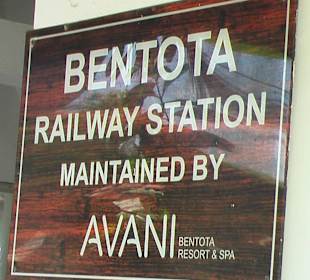 BENTOTA
RAILWAY STATION
MAINTAINED BY
AVANI
BENTOTA
RESORT & SPA